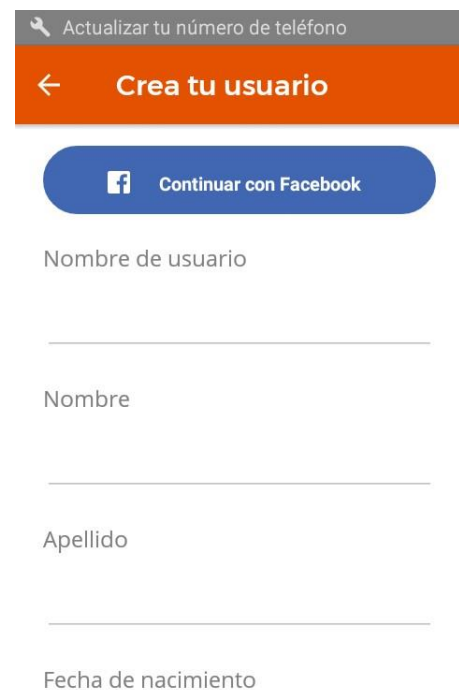 Actualizar tu número de teléfono
Crea tu usuario
Continuar con Facebook
Nombre de usuario
Nombre
Apellido
Fecha de nacimiento